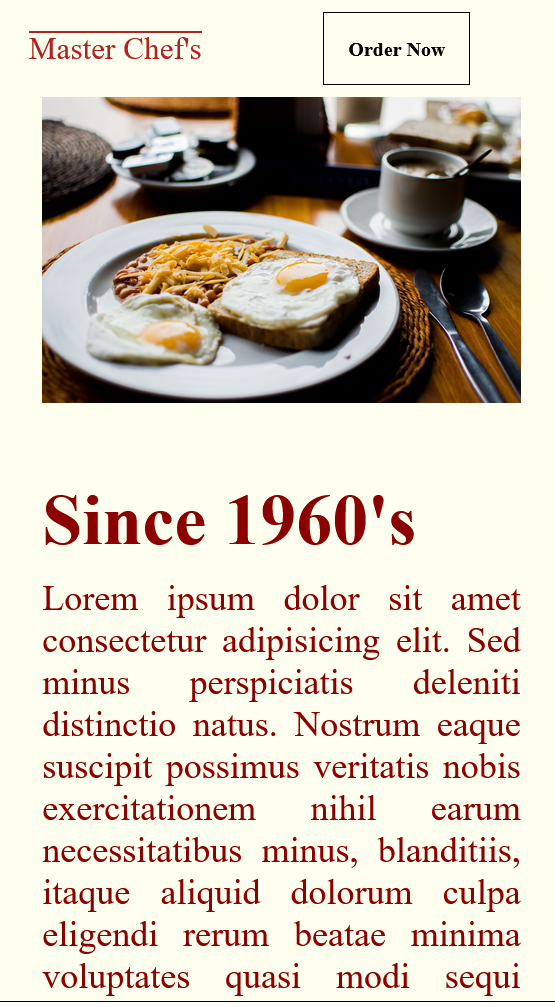 Master Chef's
Order Now
Since 1960's
Lorem ipsum dolor sit amet
consectetur adipisicing elit. Sed
minus perspiciatis deleniti
distinctio natus. Nostrum eaque
suscipit possimus veritatis nobis
exercitationem nihil earum
necessitatibus minus, blanditiis,
itaque aliquid dolorum culpa
eligendi rerum beatae minima
voluptates quasi modi sequi